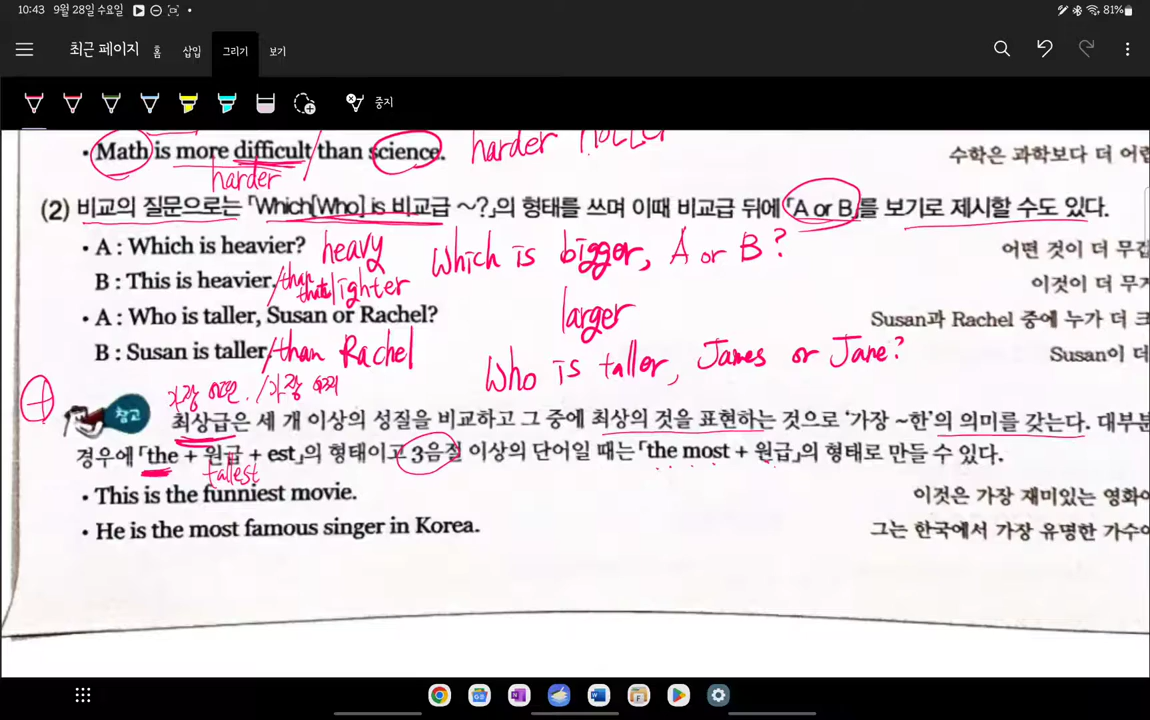 10:43 9월 28일 수요일 81%
최근 페이지 홈 삽입 그리기 보기
중지
harder hotter
• Math is more difficult / than science. 수학은 과학보다 더 어렵
harder
(2) 비교의 질문으로는 「Which[Who] is 비교급 ~?」의 형태를 쓰며 이때 비교급 뒤에 「A or B」를 보기로 제시할 수도 있다.
• A : Which is heavier? heavy Which is bigger, A or B? 어떤 것이 더 무겁
B : This is heavier. /than that lighter 이것이 더 무거
larger
• A : Who is taller, Susan or Rachel? Susan과 Rachel 중에 누가 더 크
B : Susan is taller. /than Rachel Who is taller, James or Jane? Susan이 더
가장 /가장
참고 최상급은 세 개 이상의 성질을 비교하고 그 중에 최상의 것을 표현하는 것으로 '가장 ~한'의 의미를 갖는다. 대부분
경우에 「the + 원급 + est」의 형태이고 3음절 이상의 단어일 때는 「the most + 원급」의 형태로 만들 수 있다.
tallest
• This is the funniest movie. 이것은 가장 재미있는 영화이
• He is the most famous singer in Korea. 그는 한국에서 가장 유명한 가수이